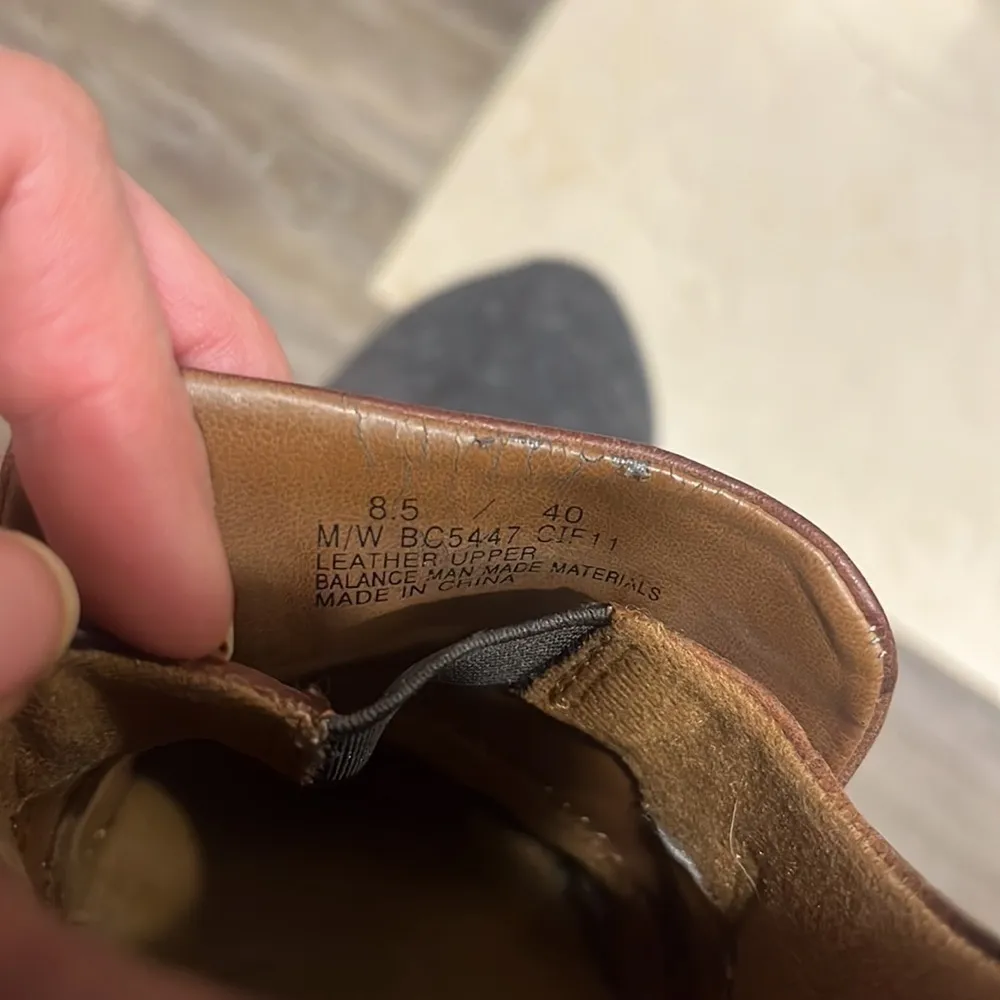 8.5 / 40
M/W BC5447 CIF11
LEATHER UPPER
BALANCE MAN MADE MATERIALS
MADE IN CHINA